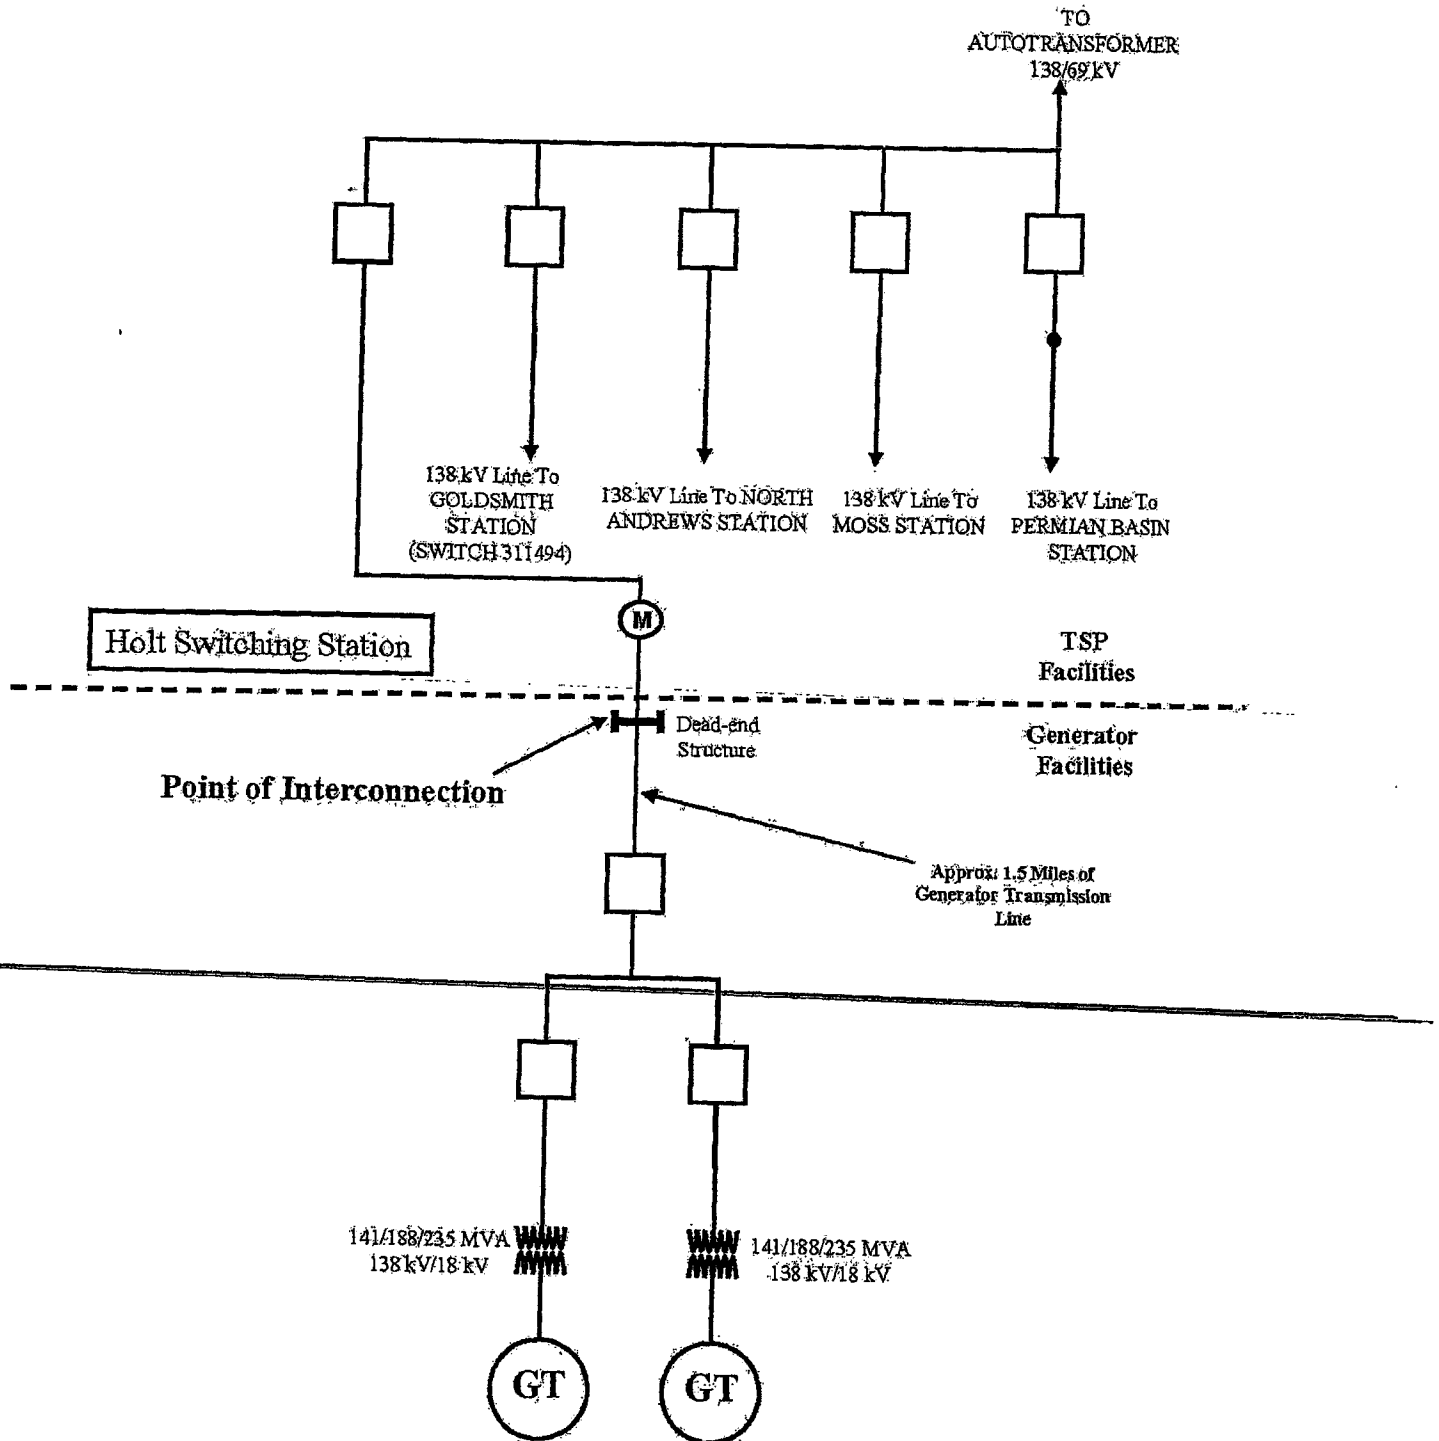 TO
AUTOTRANSFORMER
138/69 kV
138 kV Line To
GOLDSMITH
STATION
(SWITCH 311494)
138 kV Line To NORTH
ANDREWS STATION
138 kV Line To
MOSS STATION
138 kV Line To
PERMIAN BASIN
STATION
M
Holt Switching Station
TSP
Facilities
Dead-end
Structure
Generator
Facilities
Point of Interconnection
Approx. 1.5 Miles of
Generator Transmission
Line
141/188/235 MVA
138 kV/18 kV
141/188/235 MVA
138 kV/18 kV
GT
GT